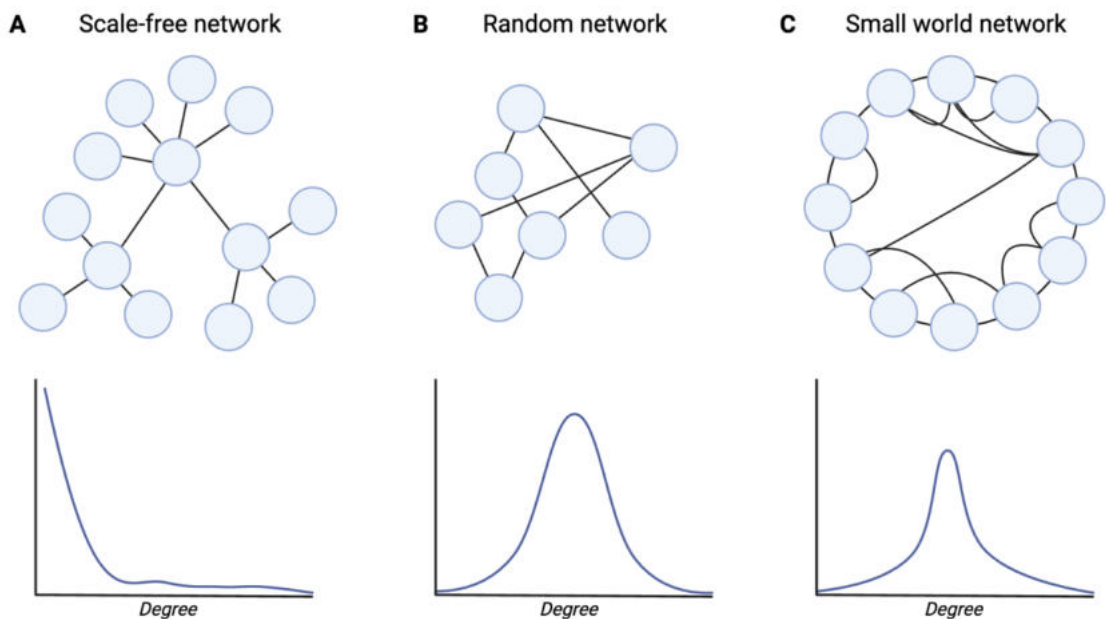 A Scale-free network
B Random network
C Small world network
Degree
Degree
Degree